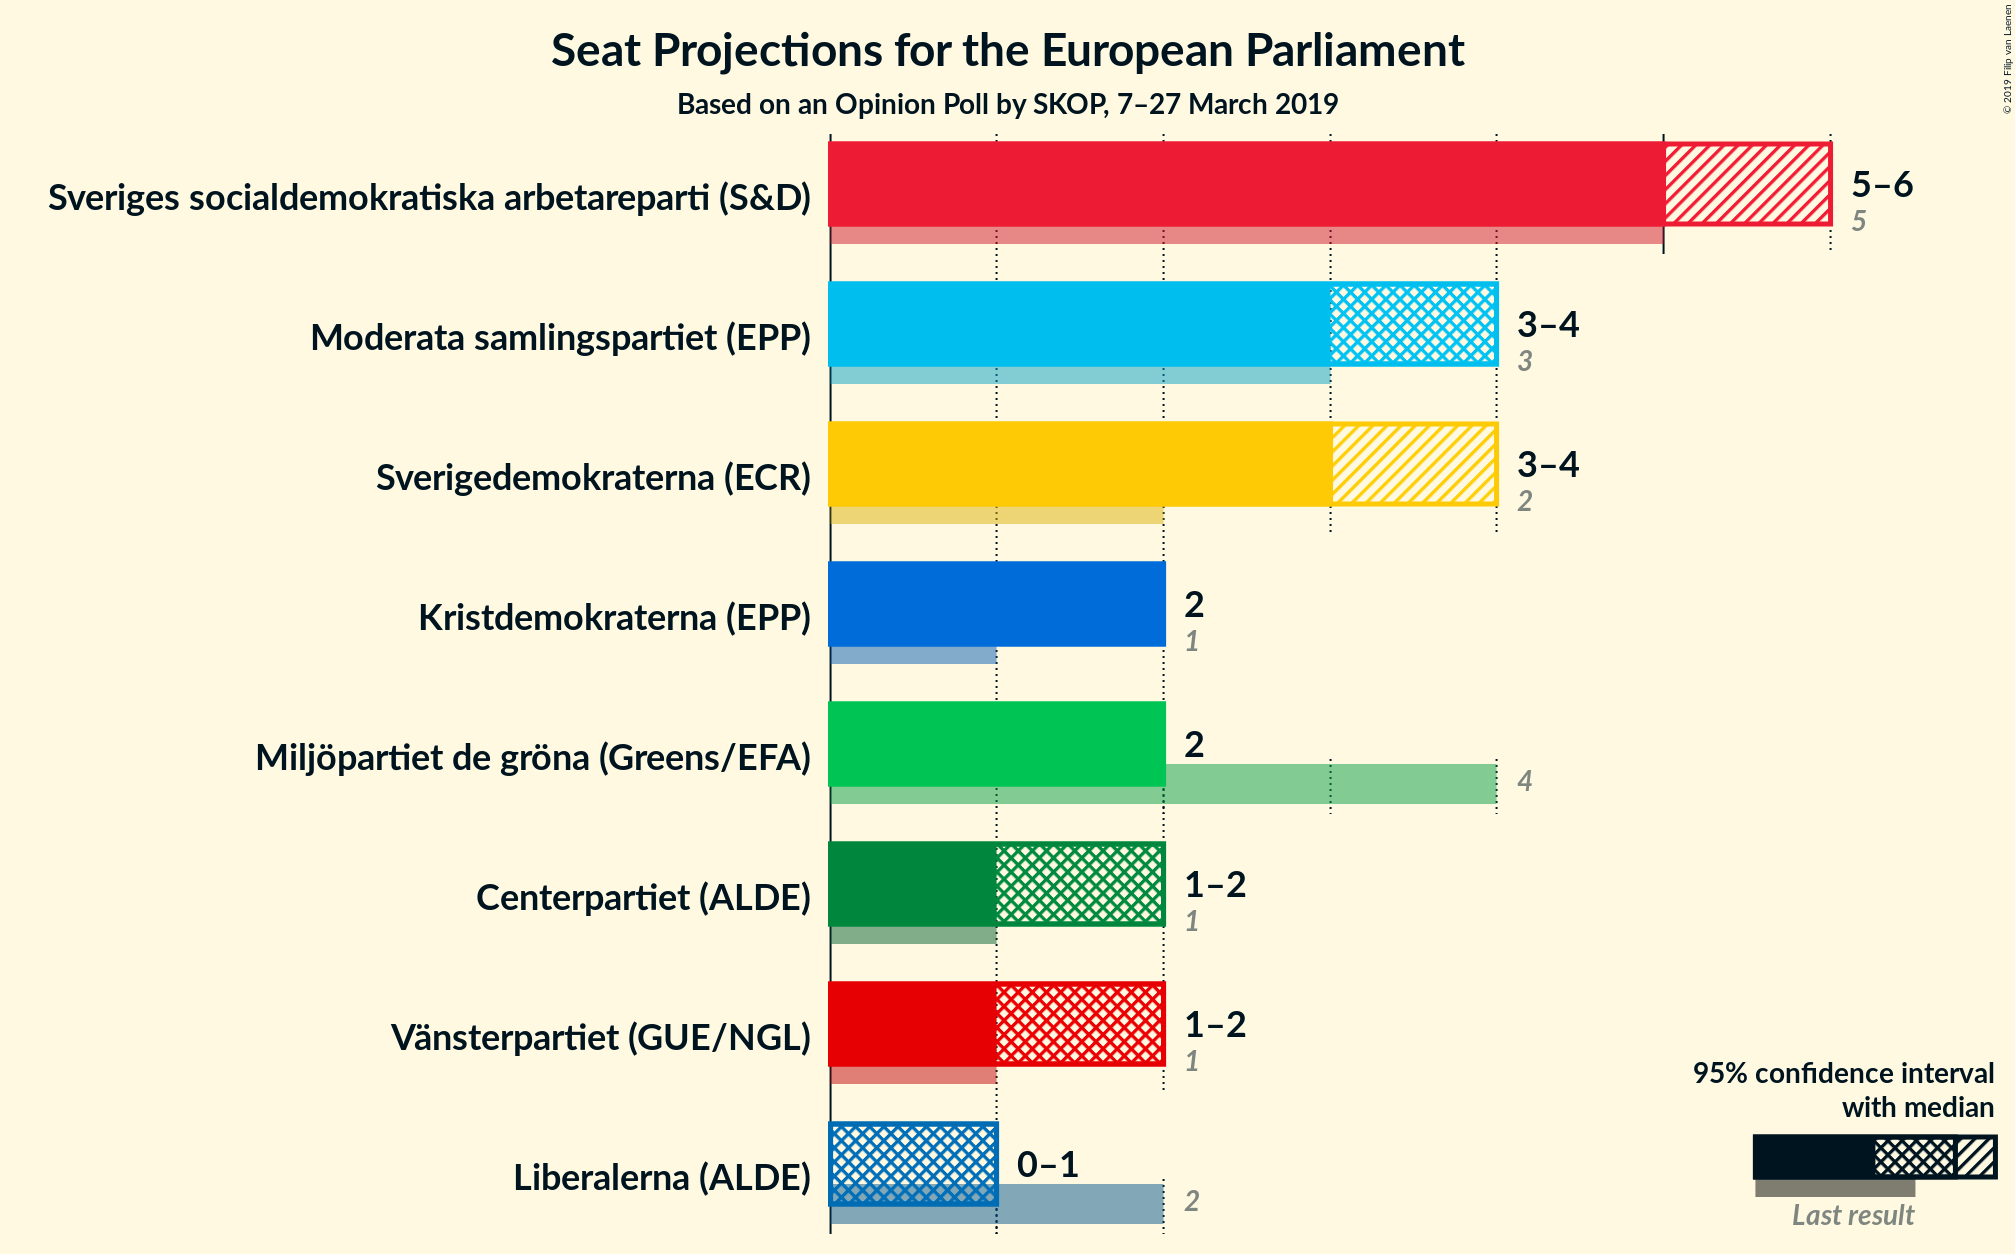 Seat Projections for the European Parliament
Based on an Opinion Poll by SKOP, 7–27 March 2019
© 2019 Filip van Laenen
Sveriges socialdemokratiska arbetareparti (S&D)
5–6
5
Moderata samlingspartiet (EPP)
3–4
3
Sverigedemokraterna (ECR)
3–4
2
Kristdemokraterna (EPP)
2
1
Miljöpartiet de gröna (Greens/EFA)
2
4
Centerpartiet (ALDE)
1–2
1
Vänsterpartiet (GUE/NGL)
1–2
1
Liberalerna (ALDE)
0–1
2
95% confidence interval
with median
Last result